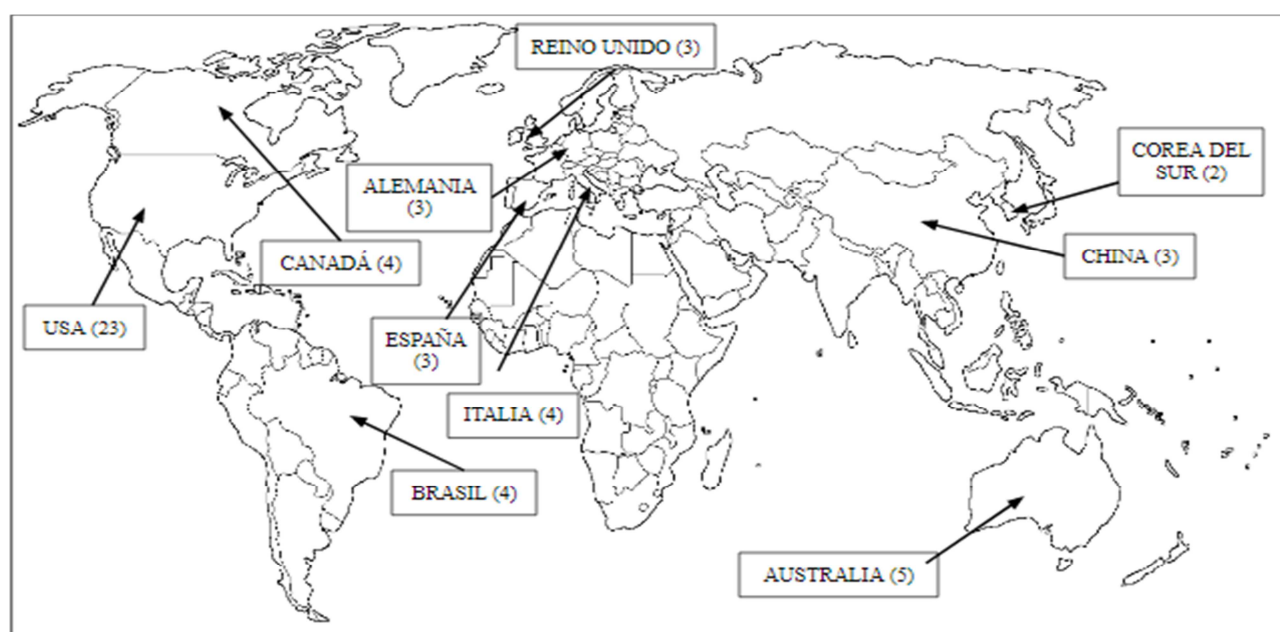 REINO UNIDO (3)
COREA DEL
SUR (2)
ALEMANIA
(3)
CANADÁ (4)
CHINA (3)
USA (23)
ESPAÑA
(3)
ITALIA (4)
BRASIL (4)
AUSTRALIA (5)